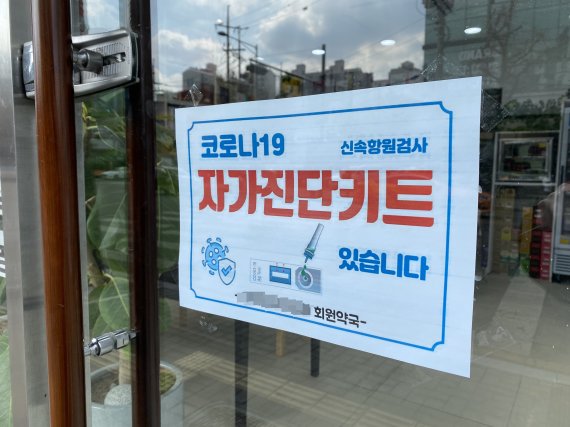 코로나19 신속항원검사
자가진단키트
있습니다
회원약국-